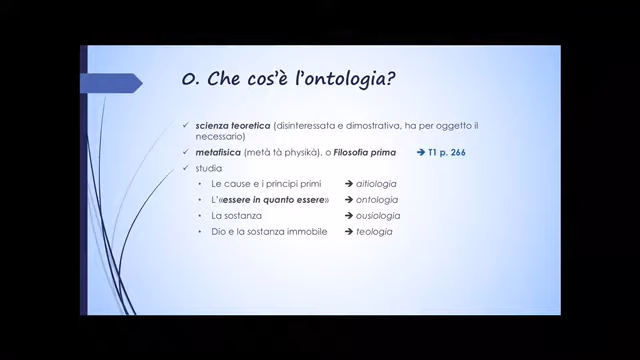 0. Che cos'è l'ontologia?
✓ scienza teoretica (disinteressata e dimostrativa, ha per oggetto il
necessario)
✓ metafisica (metà tà physikà), o Filosofia prima ➔ T1 p. 266
✓ studia
• Le cause e i principi primi ➔ aitiologia
• L'«essere in quanto essere» ➔ ontologia
• La sostanza ➔ ousiologia
• Dio e la sostanza immobile ➔ teologia